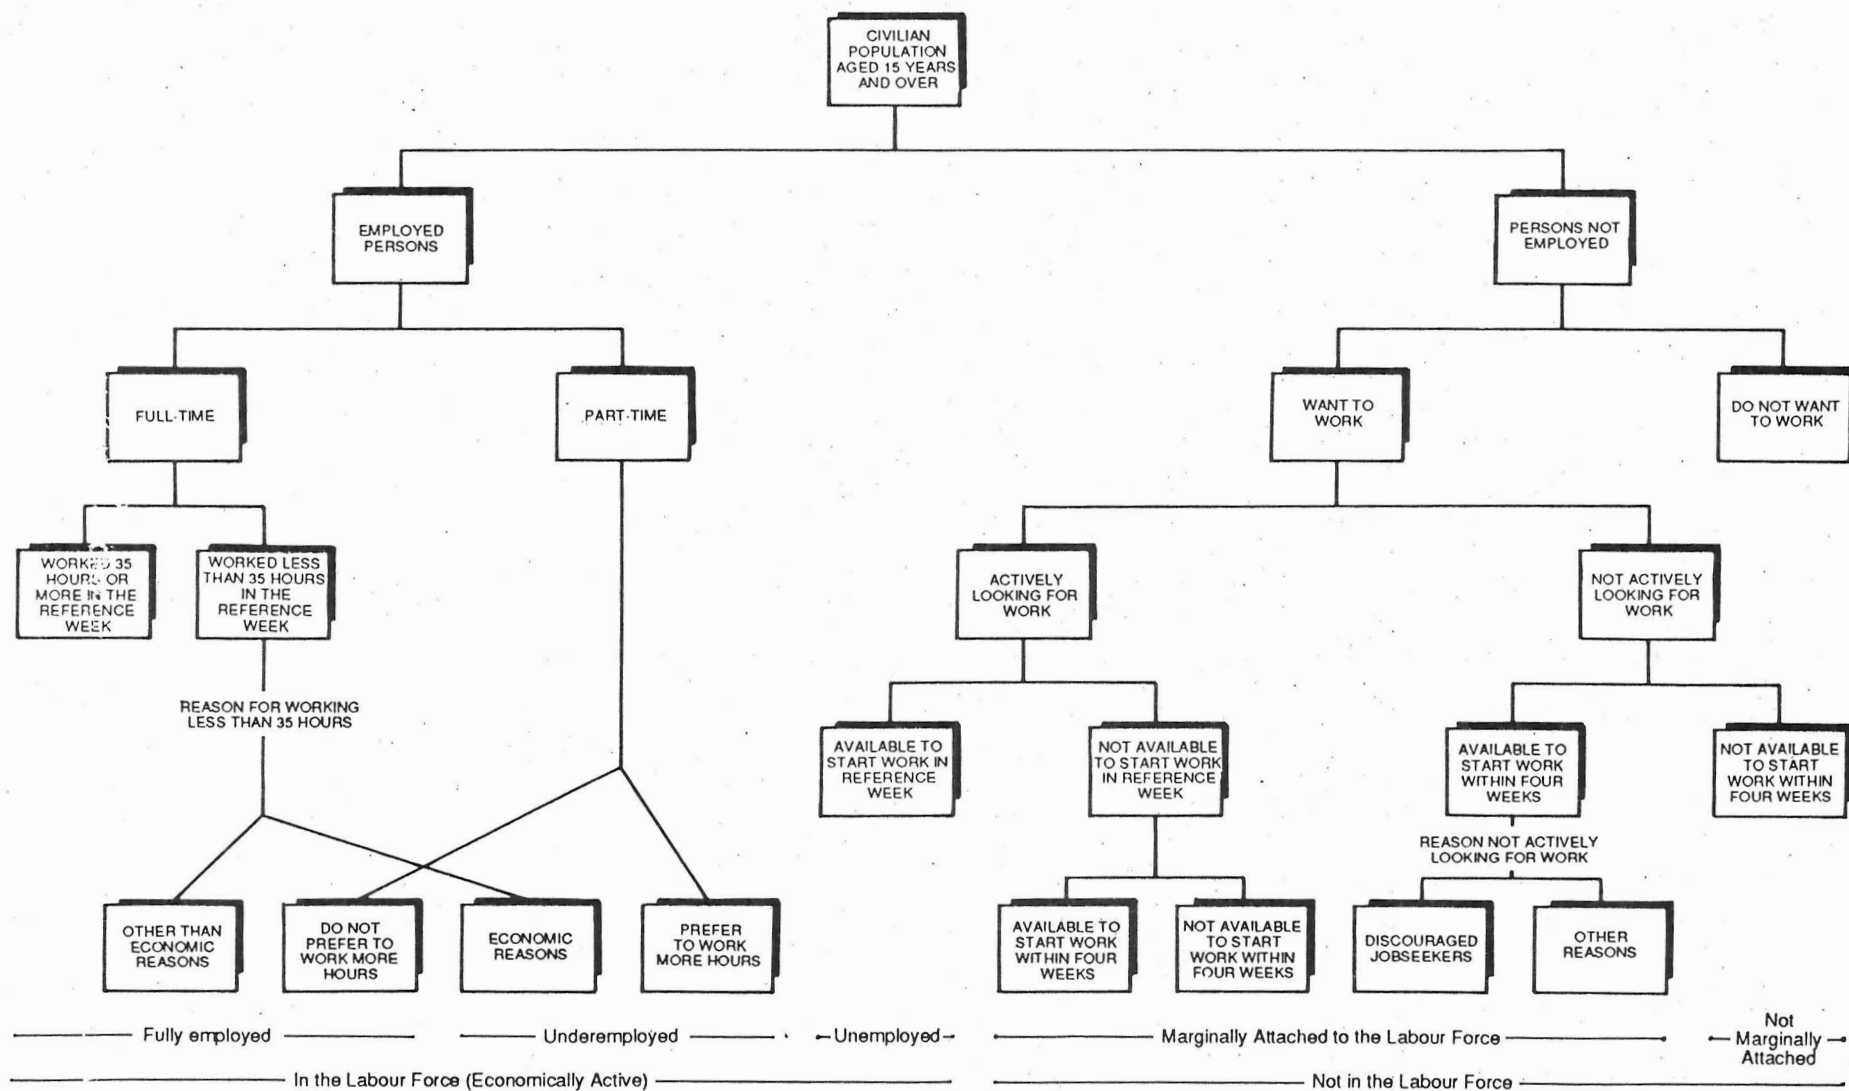 CIVILIAN
POPULATION
AGED 15 YEARS
AND OVER
EMPLOYED
PERSONS
PERSONS NOT
EMPLOYED
FULL-TIME
PART-TIME
WANT TO
WORK
DO NOT WANT
TO WORK
WORKED 35
HOURS OR
MORE IN THE
REFERENCE
WEEK
WORKED LESS
THAN 35 HOURS
IN THE
REFERENCE
WEEK
ACTIVELY
LOOKING FOR
WORK
NOT ACTIVELY
LOOKING FOR
WORK
REASON FOR WORKING
LESS THAN 35 HOURS
AVAILABLE TO
START WORK IN
REFERENCE
WEEK
NOT AVAILABLE
TO START WORK
IN REFERENCE
WEEK
AVAILABLE TO
START WORK
WITHIN FOUR
WEEKS
NOT AVAILABLE
TO START
WORK WITHIN
FOUR WEEKS
REASON NOT ACTIVELY
LOOKING FOR WORK
OTHER THAN
ECONOMIC
REASONS
DO NOT
PREFER TO
WORK MORE
HOURS
ECONOMIC
REASONS
PREFER
TO WORK
MORE HOURS
AVAILABLE TO
START WORK
WITHIN FOUR
WEEKS
NOT AVAILABLE
TO START
WORK WITHIN
FOUR WEEKS
DISCOURAGED
JOBSEEKERS
OTHER
REASONS
Fully employed
Underemployed
Unemployed
Marginally Attached to the Labour Force
Not
Marginally
Attached
In the Labour Force (Economically Active)
Not in the Labour Force